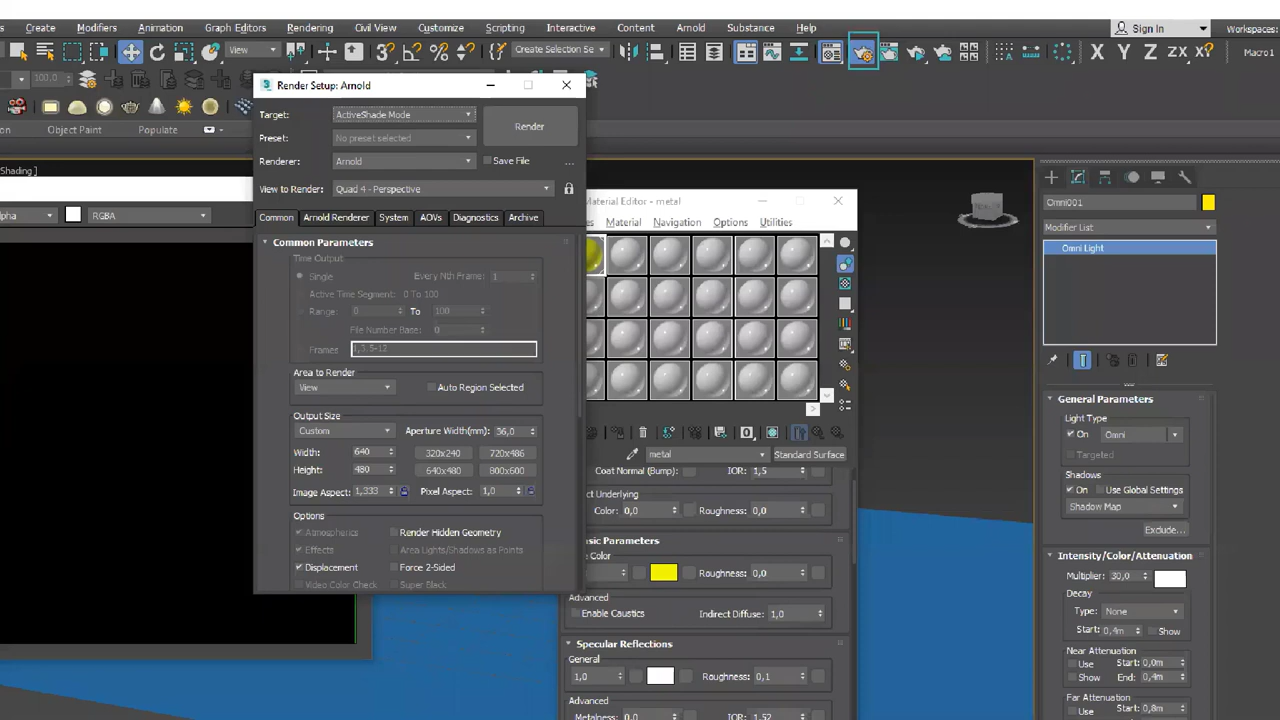 Create Modifiers Animation Graph Editors Rendering Civil View Customize Scripting Interactive Content Arnold Substance Help Sign In Workspaces:
View Create Selection Se Macro1
100,0
Object Paint Populate
Shading ]
Render Setup: Arnold
Target: ActiveShade Mode
Render
Preset: No preset selected
Renderer: Arnold Save File ...
View to Render: Quad 4 - Perspective
Common Arnold Renderer System AOVs Diagnostics Archive
Common Parameters
Time Output
Single Every Nth Frame: 1
Active Time Segment: 0 To 100
Range: 0 To 100
File Number Base: 0
Frames 1,3,5-12
Area to Render
View Auto Region Selected
Output Size
Custom Aperture Width(mm): 36,0
Width: 640 320x240 720x486
Height: 480 640x480 800x600
Image Aspect: 1,333 Pixel Aspect: 1,0
Options
Atmospherics Render Hidden Geometry
Effects Area Lights/Shadows as Points
Displacement Force 2-Sided
Video Color Check Super Black
RGBA
Material Editor - metal
Material Navigation Options Utilities
metal Standard Surface
Coat Normal (Bump) IOR: 1,5
Color: 0,0 Roughness: 0,0
Roughness: 0,0
Advanced
Enable Caustics Indirect Diffuse: 1,0
Specular Reflections
General
1,0 Roughness: 0,1
Advanced
Metalness: 0,0 IOR: 1,52
Omni001
Modifier List
Omni Light
General Parameters
Light Type
On Omni
Targeted
Shadows
On Use Global Settings
Shadow Map
Exclude...
Intensity/Color/Attenuation
Multiplier: 30,0
Decay
Type: None
Start: 0,4m Show
Near Attenuation
Use Start: 0,0m
Show End: 0,4m
Far Attenuation
Use Start: 0,8m